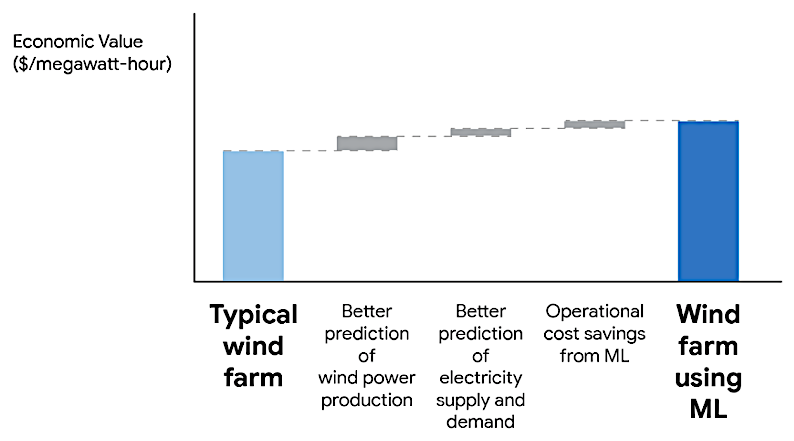 Economic Value
($/megawatt-hour)
Typical
wind
farm
Better
prediction
of
wind power
production
Better
prediction
of
electricity
supply and
demand
Operational
cost savings
from ML
Wind
farm
using
ML